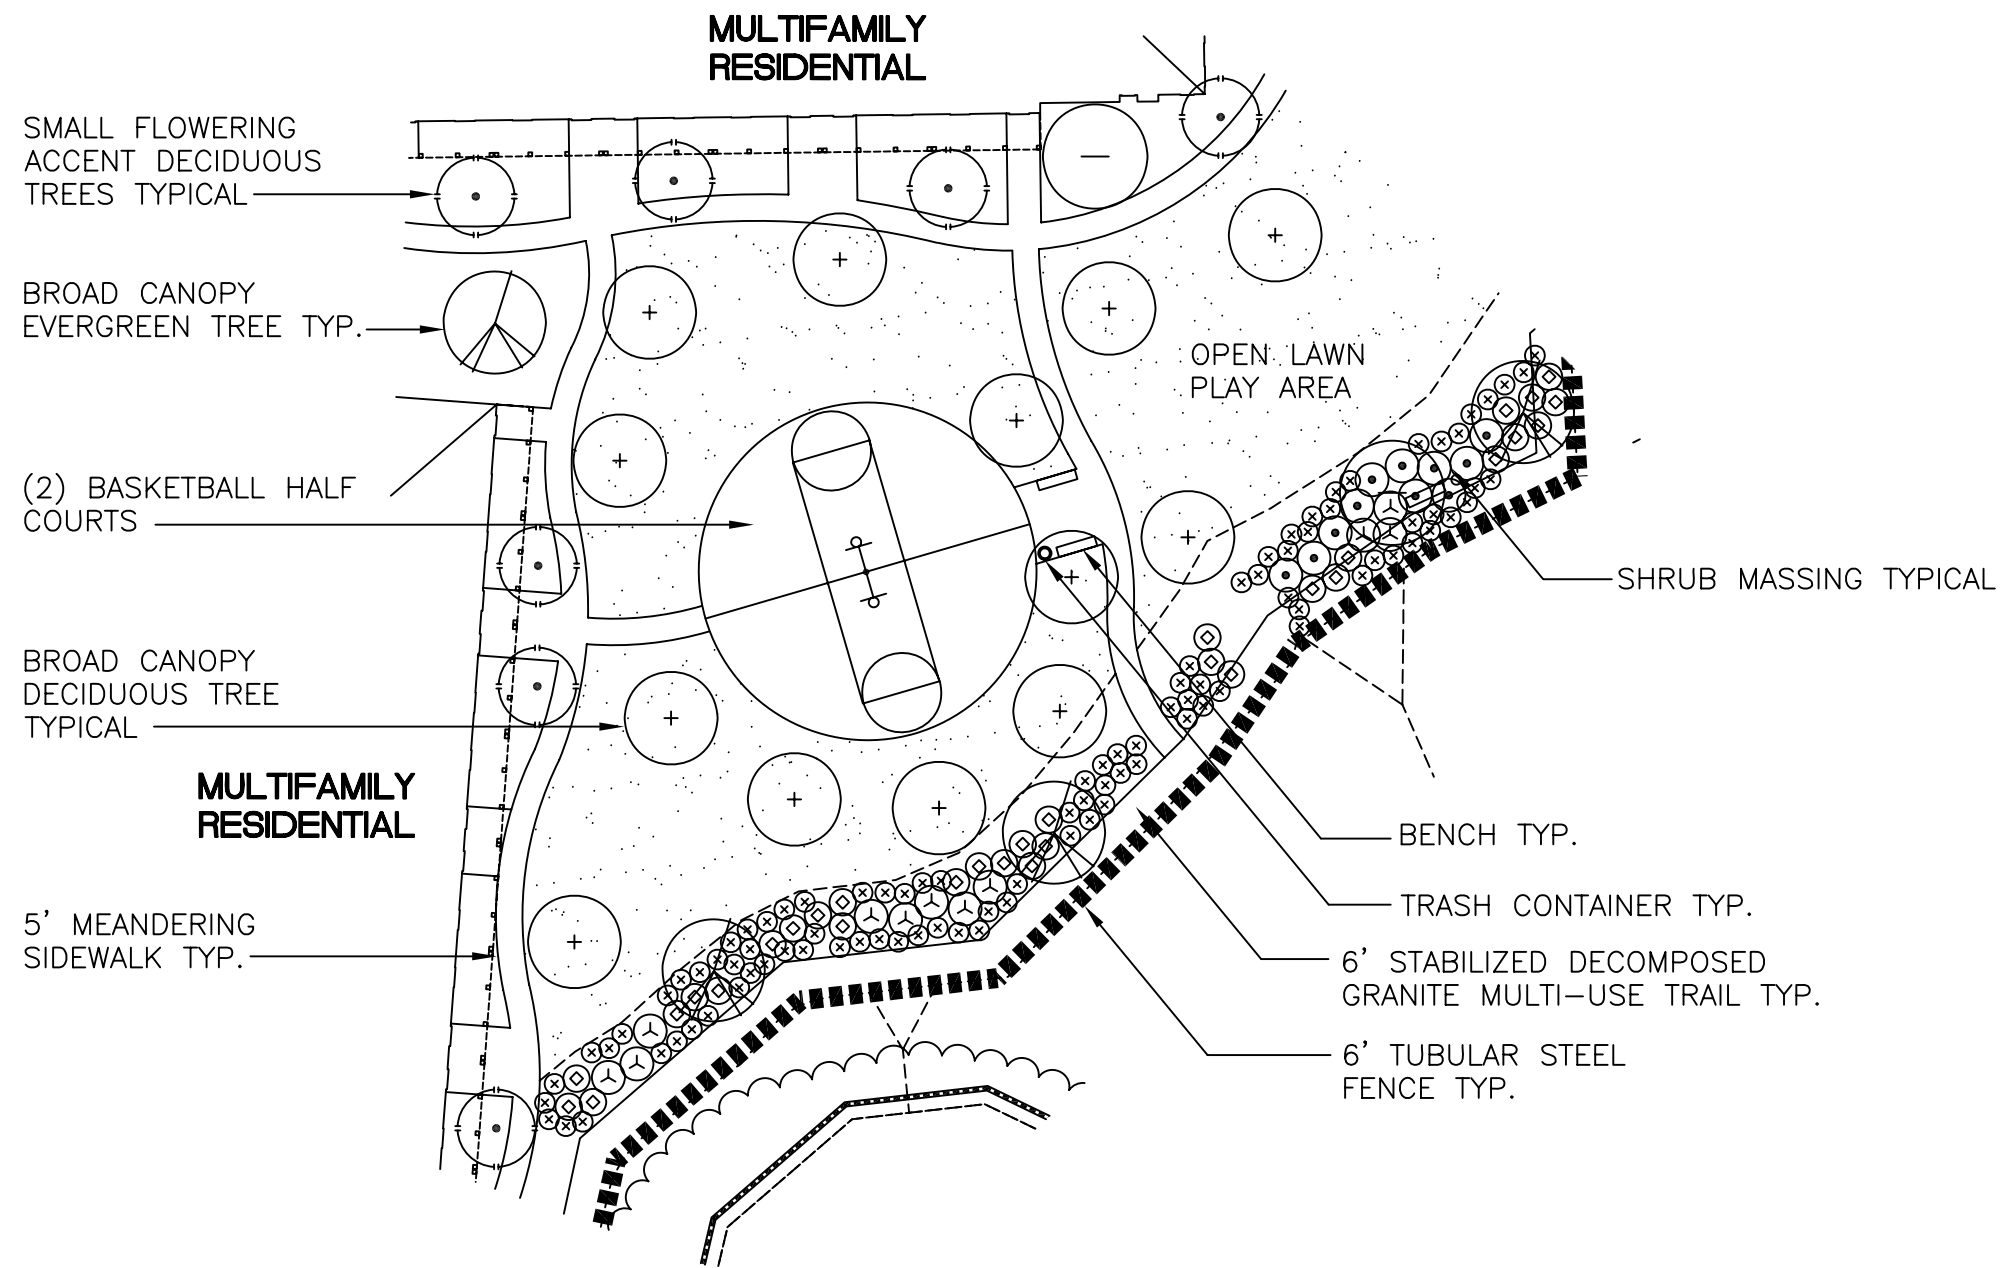 MULTIFAMILY
RESIDENTIAL
SMALL FLOWERING
ACCENT DECIDUOUS
TREES TYPICAL
BROAD CANOPY
EVERGREEN TREE TYP.
OPEN LAWN
PLAY AREA
(2) BASKETBALL HALF
COURTS
SHRUB MASSING TYPICAL
BROAD CANOPY
DECIDUOUS TREE
TYPICAL
MULTIFAMILY
RESIDENTIAL
BENCH TYP.
TRASH CONTAINER TYP.
5' MEANDERING
SIDEWALK TYP.
6' STABILIZED DECOMPOSED
GRANITE MULTI-USE TRAIL TYP.
6' TUBULAR STEEL
FENCE TYP.